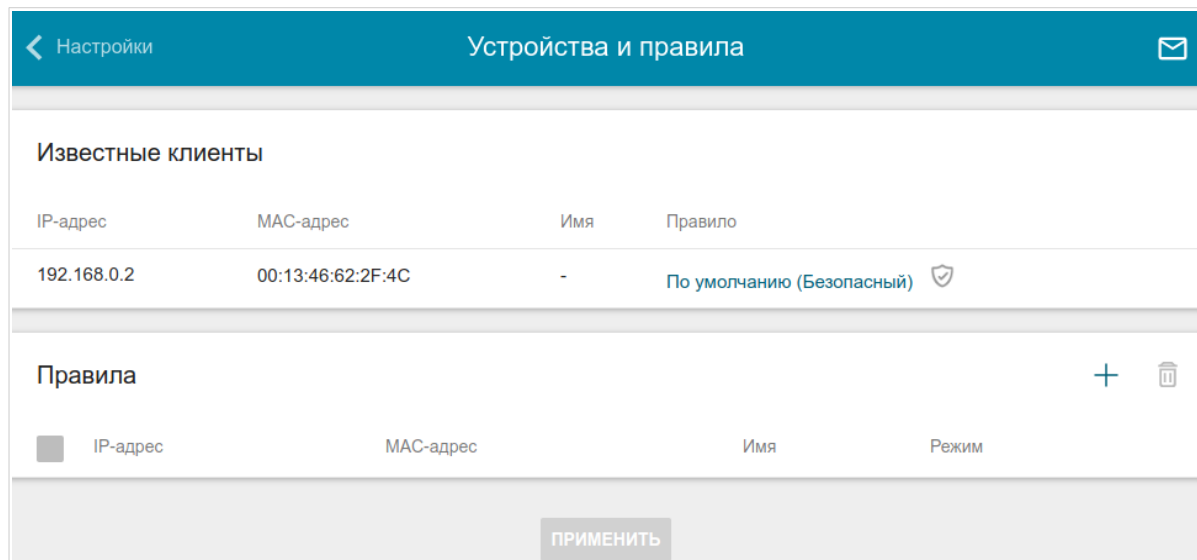 Настройки
Устройства и правила
Известные клиенты
IP-адрес MAC-адрес Имя Правило
192.168.0.2 00:13:46:62:2F:4C - По умолчанию (Безопасный)
Правила
IP-адрес MAC-адрес Имя Режим
ПРИМЕНИТЬ